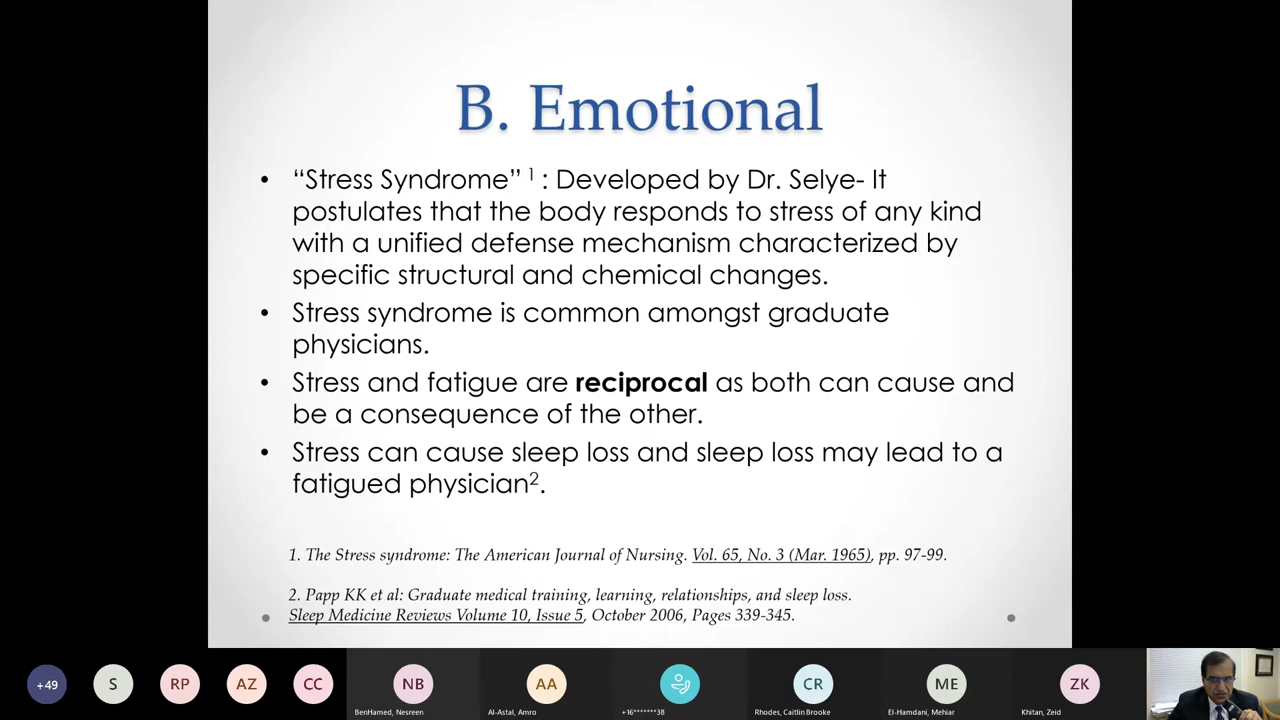 B. Emotional
• “Stress Syndrome” 1 : Developed by Dr. Selye- It
postulates that the body responds to stress of any kind
with a unified defense mechanism characterized by
specific structural and chemical changes.
• Stress syndrome is common amongst graduate
physicians.
• Stress and fatigue are reciprocal as both can cause and
be a consequence of the other.
• Stress can cause sleep loss and sleep loss may lead to a
fatigued physician2.
1. The Stress syndrome: The American Journal of Nursing. Vol. 65, No. 3 (Mar. 1965), pp. 97-99.
2. Papp KK et al: Graduate medical training, learning, relationships, and sleep loss.
Sleep Medicine Reviews Volume 10, Issue 5, October 2006, Pages 339-345.
+49 S RP AZ CC NB AA CR ME ZK
BenHamed, Nesreen Al-Astal, Amro +16*******38 Rhodes, Caitlin Brooke El-Hamdani, Mehiar Khitan, Zeid